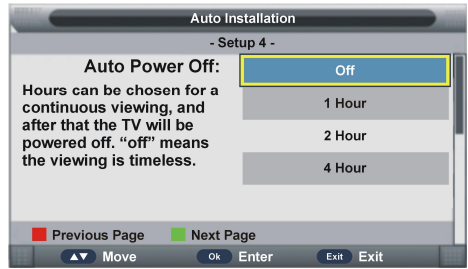 Auto Installation
- Setup 4 -
Auto Power Off:
Hours can be chosen for a
continuous viewing, and
after that the TV will be
powered off. “off” means
the viewing is timeless.
Off
1 Hour
2 Hour
4 Hour
Previous Page Next Page
▲▼ Move Ok Enter Exit Exit